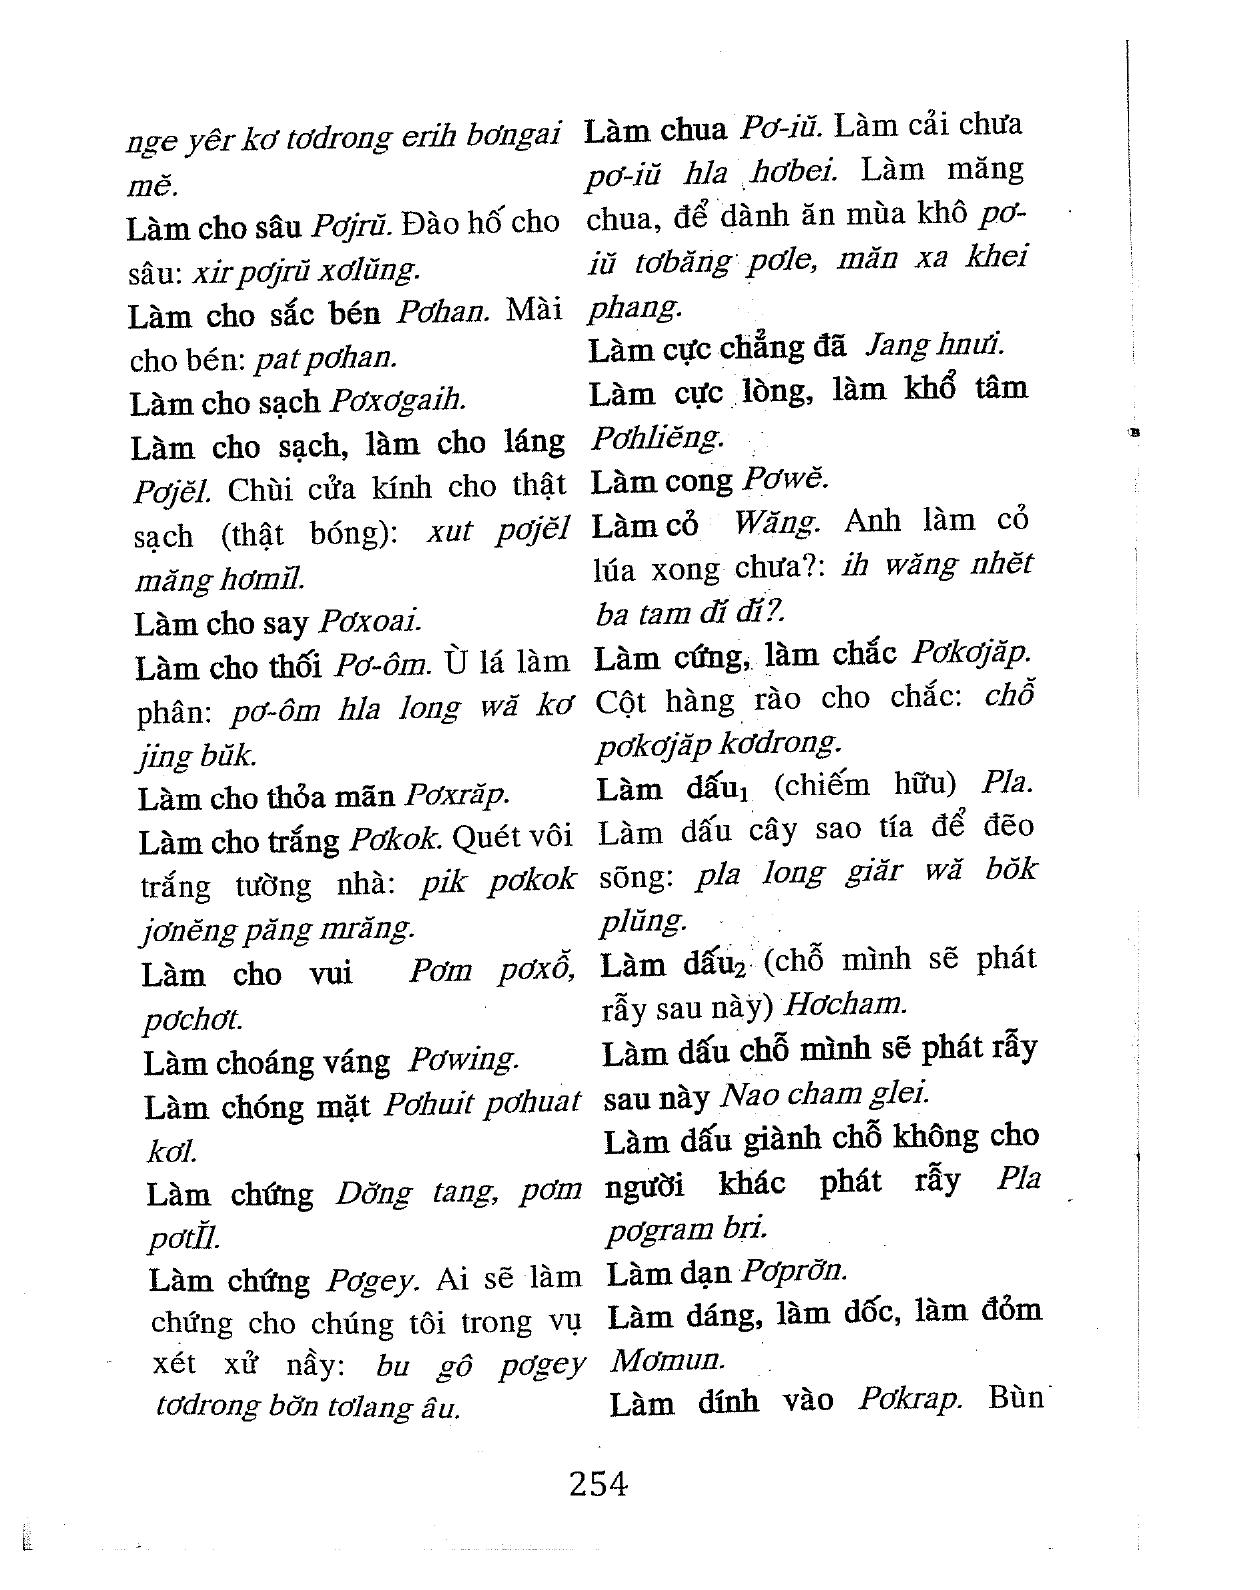 nge yêr kơ tơdrong erih bơngai
mĕ.
Làm cho sâu Pơjrŭ. Đào hố cho
sâu: xir pơjrŭ xơlŭng.
Làm cho sắc bén Pơhan. Mài
cho bén: pat pơhan.
Làm cho sạch Pơxơgaih.
Làm cho sạch, làm cho láng
Pơjĕl. Chùi cửa kính cho thật
sạch (thật bóng): xut pơjĕl
măng hơmĭl.
Làm cho say Pơxoai.
Làm cho thối Pơ-ôm. Ủ lá làm
phân: pơ-ôm hla long wă kơ
jing bŭk.
Làm cho thỏa mãn Pơxrăp.
Làm cho trắng Pơkok. Quét vôi
trắng tường nhà: pik pơkok
jơnĕng păng mrăng.
Làm cho vui Pơm pơxô̆,
pơchơt.
Làm choáng váng Pơwing.
Làm chóng mặt Pơhuit pơhuat
kơl.
Làm chứng Dơ̆ng tang, pơm
pơtĬl.
Làm chứng Pơgey. Ai sẽ làm
chứng cho chúng tôi trong vụ
xét xử nầy: bu gô pơgey
tơdrong bơ̆n tơlang âu.
Làm chua Pơ-iŭ. Làm cải chưa
pơ-iŭ hla hơbei. Làm măng
chua, để dành ăn mùa khô pơ-
iŭ tơbăng pơle, măn xa khei
phang.
Làm cực chẳng đã Jang hnưi.
Làm cực lòng, làm khổ tâm
Pơhliĕng.
Làm cong Pơwĕ.
Làm cỏ Wăng. Anh làm cỏ
lúa xong chưa?: ih wăng nhĕt
ba tam đĭ đĭ?.
Làm cứng, làm chắc Pơkơjăp.
Cột hàng rào cho chắc: chô̆
pơkơjăp kơdrong.
Làm dấu₁ (chiếm hữu) Pla.
Làm dấu cây sao tía để đẽo
sõng: pla long giăr wă bŏk
plŭng.
Làm dấu₂ (chỗ mình sẽ phát
rẫy sau này) Hơcham.
Làm dấu chỗ mình sẽ phát rẫy
sau này Nao cham glei.
Làm dấu giành chỗ không cho
người khác phát rẫy Pla
pơgram bri.
Làm dạn Pơprơ̆n.
Làm dáng, làm dốc, làm đỏm
Mơmun.
Làm dính vào Pơkrap. Bùn
254